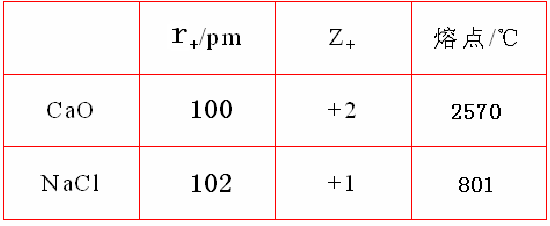 r₊/pm Z₊ 熔点/℃
CaO 100 +2 2570
NaCl 102 +1 801